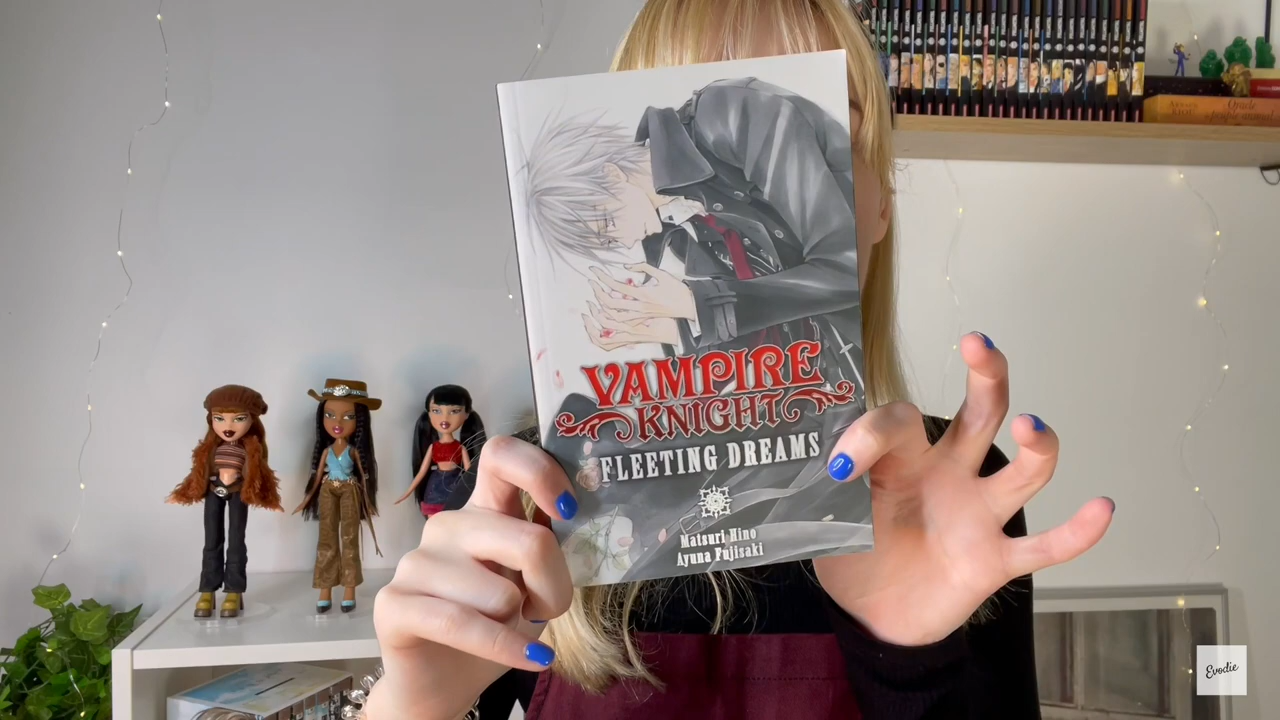 VAMPIRE
KNIGHT
FLEETING DREAMS
Matsuri Hino
Ayuna Fujisaki
Evodie